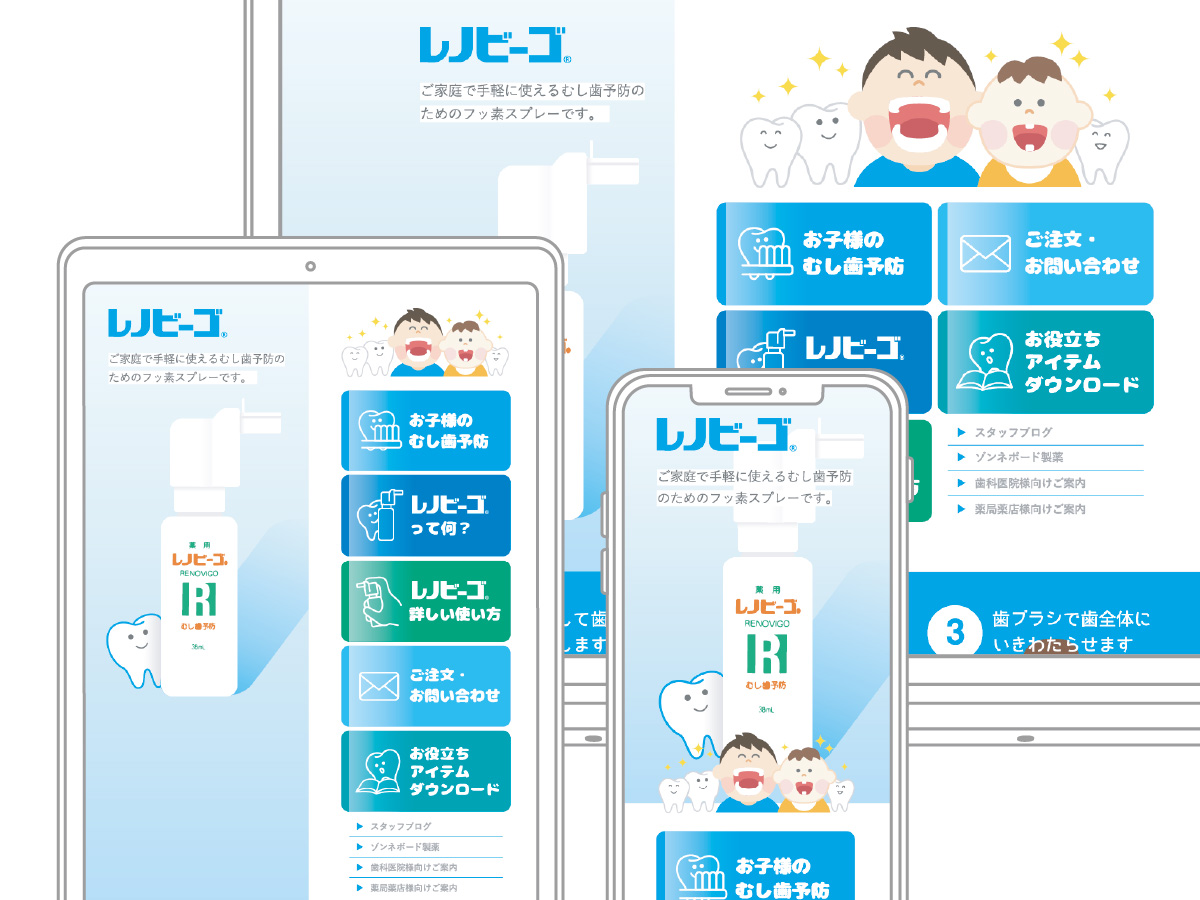 レノビーゴ®
ご家庭で手軽に使えるむし歯予防の
ためのフッ素スプレーです。
お子様の
むし歯予防
ご注文・
お問い合わせ
レノビーゴ®
お役立ち
アイテム
ダウンロード
スタッフブログ
ゾンネボード製薬
歯科医院様向けご案内
薬局薬店様向けご案内
方
して歯
します
3
歯ブラシで歯全体に
いきわたらせます
レノビーゴ®
ご家庭で手軽に使えるむし歯予防の
ためのフッ素スプレーです。
薬用
レノビーゴ®
RENOVIGO
R
むし歯予防
38mL
お子様の
むし歯予防
レノビーゴ®
って何？
レノビーゴ®
詳しい使い方
ご注文・
お問い合わせ
お役立ち
アイテム
ダウンロード
スタッフブログ
ゾンネボード製薬
歯科医院様向けご案内
薬局薬店様向けご案内
レノビーゴ®
ご家庭で手軽に使えるむし歯予防
のためのフッ素スプレーです。
薬用
レノビーゴ®
RENOVIGO
R
むし歯予防
38mL
お子様の
むし歯予防